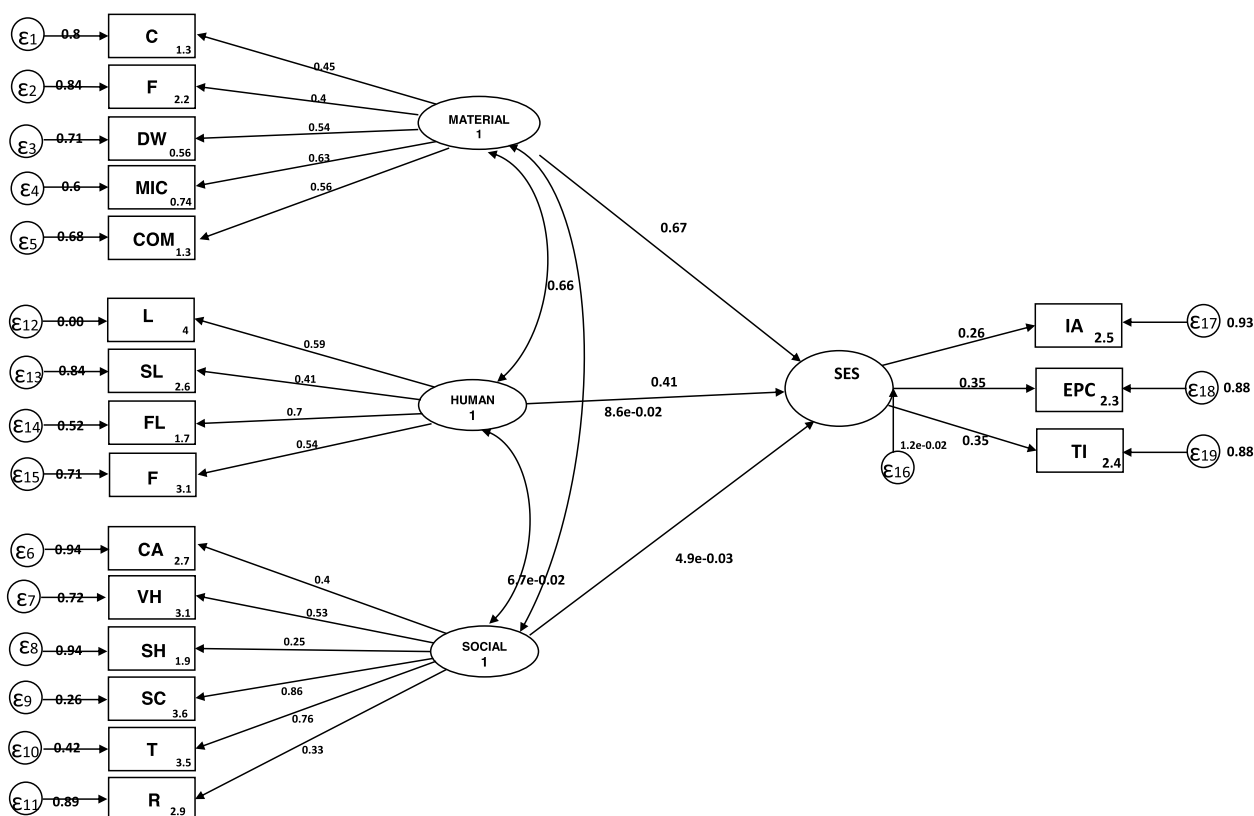 ε1 0.8 C 1.3
ε2 0.84 F 2.2
ε3 0.71 DW 0.56
ε4 0.6 MIC 0.74
ε5 0.68 COM 1.3
0.45
0.4
0.54
0.63
0.56
MATERIAL
1
0.67
0.66
ε12 0.00 L 4
ε13 0.84 SL 2.6
ε14 0.52 FL 1.7
ε15 0.71 F 3.1
0.59
0.41
0.7
0.54
HUMAN
1
0.41
8.6e-0.02
SES
1.2e-0.02
ε16
0.26
0.35
0.35
IA 2.5 ε17 0.93
EPC 2.3 ε18 0.88
TI 2.4 ε19 0.88
ε6 0.94 CA 2.7
ε7 0.72 VH 3.1
ε8 0.94 SH 1.9
ε9 0.26 SC 3.6
ε10 0.42 T 3.5
ε11 0.89 R 2.9
0.4
0.53
0.25
0.86
0.76
0.33
6.7e-0.02
4.9e-0.03
SOCIAL
1